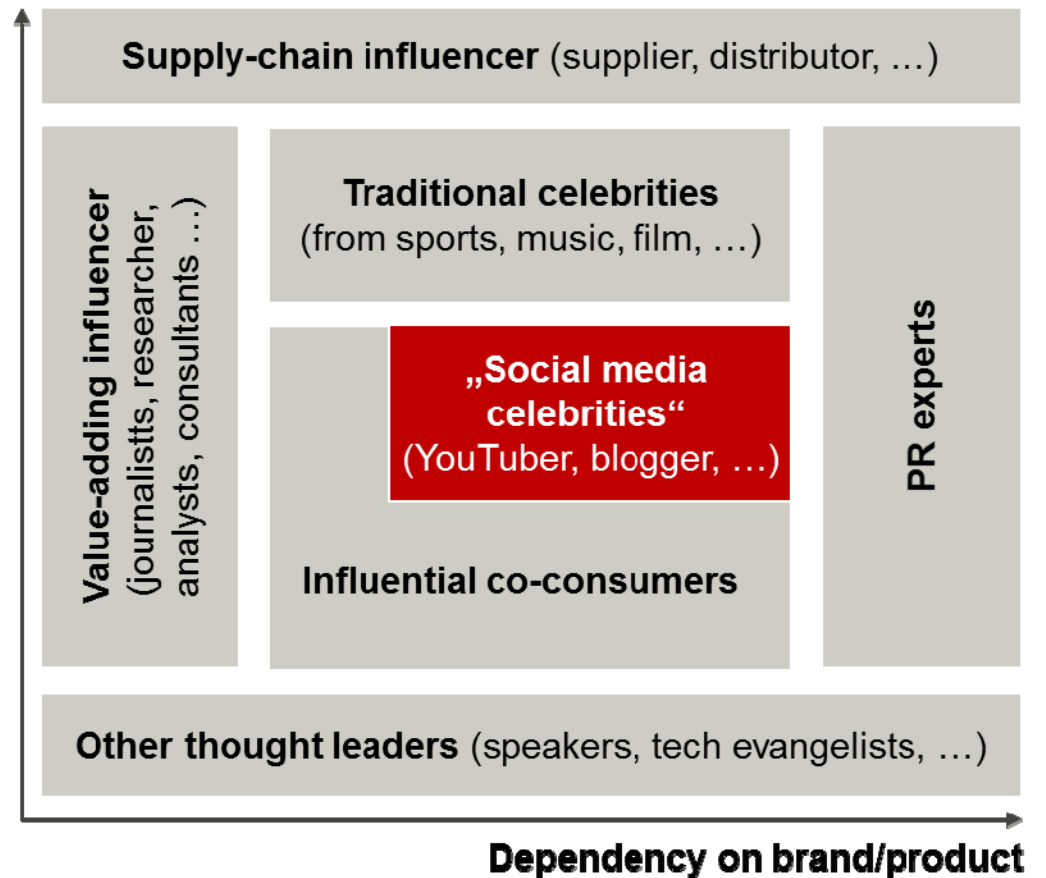 Supply-chain influencer (supplier, distributor, …)
Value-adding influencer
(journalistts, researcher,
analysts, consultants …)
Traditional celebrities
(from sports, music, film, …)
„Social media
celebrities“
(YouTuber, blogger, …)
Influential co-consumers
PR experts
Other thought leaders (speakers, tech evangelists, …)
Dependency on brand/product